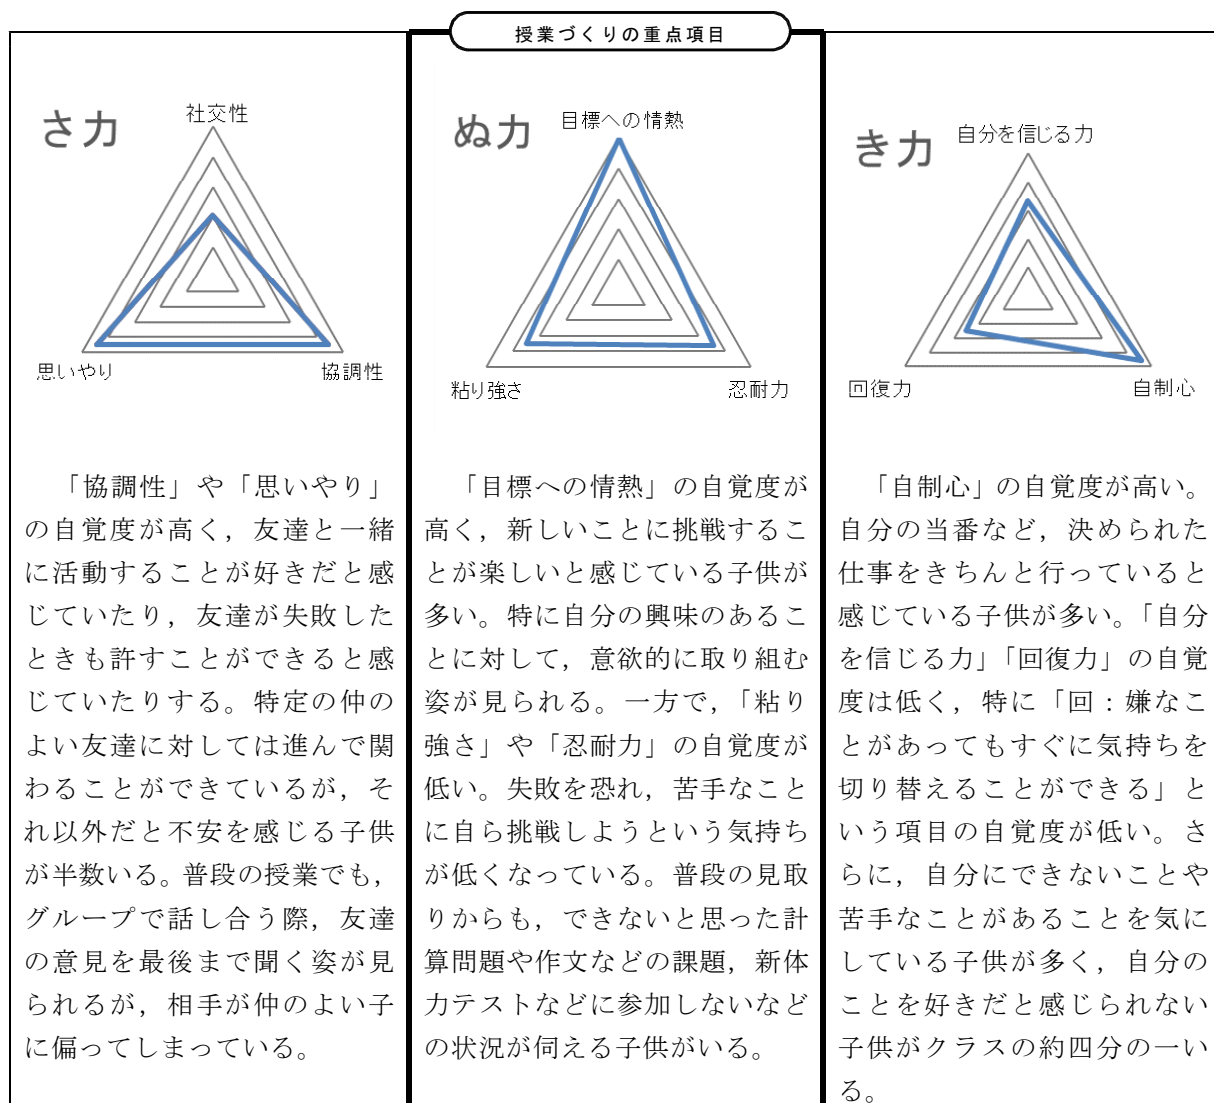 授業づくりの重点項目
さ力
社交性
思いやり
協調性
「協調性」や「思いやり」
の自覚度が高く，友達と一緒
に活動することが好きだと感
じていたり，友達が失敗した
ときも許すことができると感
じていたりする。特定の仲の
よい友達に対しては進んで関
わることができているが，そ
れ以外だと不安を感じる子供
が半数いる。普段の授業でも，
グループで話し合う際，友達
の意見を最後まで聞く姿が見
られるが，相手が仲のよい子
に偏ってしまっている。
ぬ力
目標への情熱
粘り強さ
忍耐力
「目標への情熱」の自覚度が
高く，新しいことに挑戦するこ
とが楽しいと感じている子供が
多い。特に自分の興味のあるこ
とに対して，意欲的に取り組む
姿が見られる。一方で，「粘り
強さ」や「忍耐力」の自覚度が
低い。失敗を恐れ，苦手なこと
に自ら挑戦しようという気持ち
が低くなっている。普段の見取
りからも，できないと思った計
算問題や作文などの課題，新体
力テストなどに参加しないなど
の状況が伺える子供がいる。
き力
自分を信じる力
回復力
自制心
「自制心」の自覚度が高い。
自分の当番など，決められた
仕事をきちんと行っていると
感じている子供が多い。「自分
を信じる力」「回復力」の自覚
度は低く，特に「回：嫌なこ
とがあってもすぐに気持ちを
切り替えることができる」と
いう項目の自覚度が低い。さ
らに，自分にできないことや
苦手なことがあることを気に
している子供が多く，自分の
ことを好きだと感じられない
子供がクラスの約四分の一い
る。